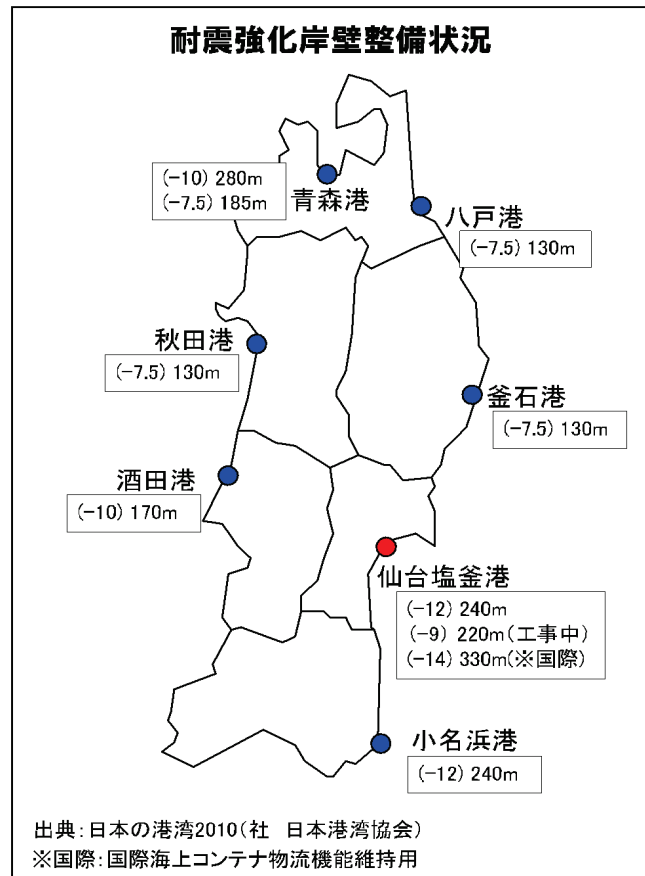 耐震強化岸壁整備状況
(-10) 280m
(-7.5) 185m
青森港
八戸港
(-7.5) 130m
秋田港
(-7.5) 130m
釜石港
(-7.5) 130m
酒田港
(-10) 170m
仙台塩釜港
(-12) 240m
(-9) 220m(工事中)
(-14) 330m(※国際)
小名浜港
(-12) 240m
出典:日本の港湾2010(社 日本港湾協会)
※国際:国際海上コンテナ物流機能維持用